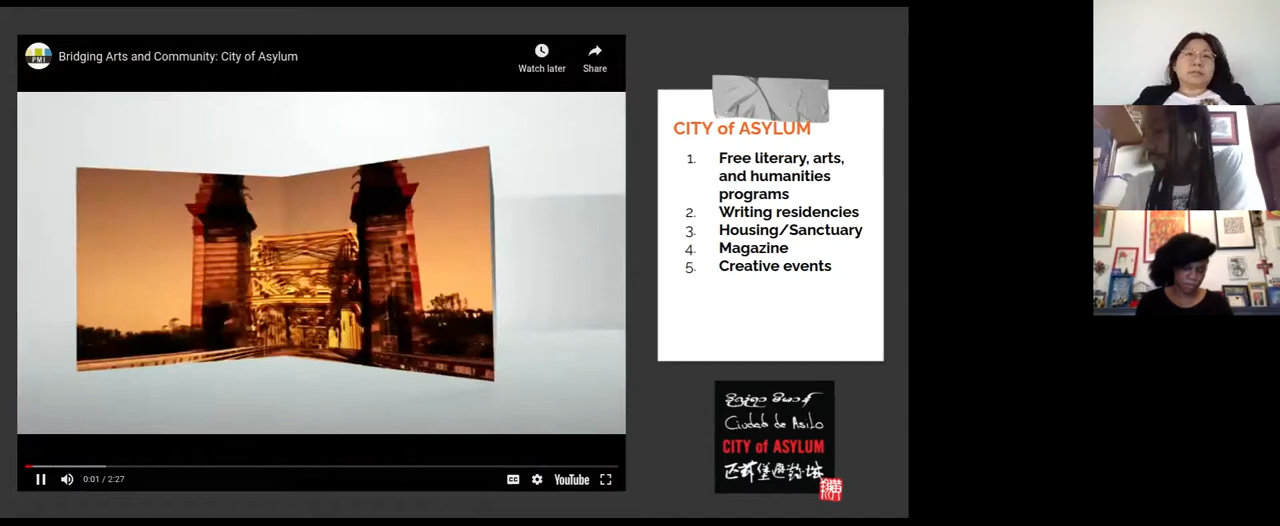 PMI
Bridging Arts and Community: City of Asylum
Watch later
Share
CITY of ASYLUM
1. Free literary, arts,
and humanities
programs
2. Writing residencies
3. Housing/Sanctuary
4. Magazine
5. Creative events
Ciudad de Asilo
CITY of ASYLUM
0:01 / 2:27
CC
YouTube